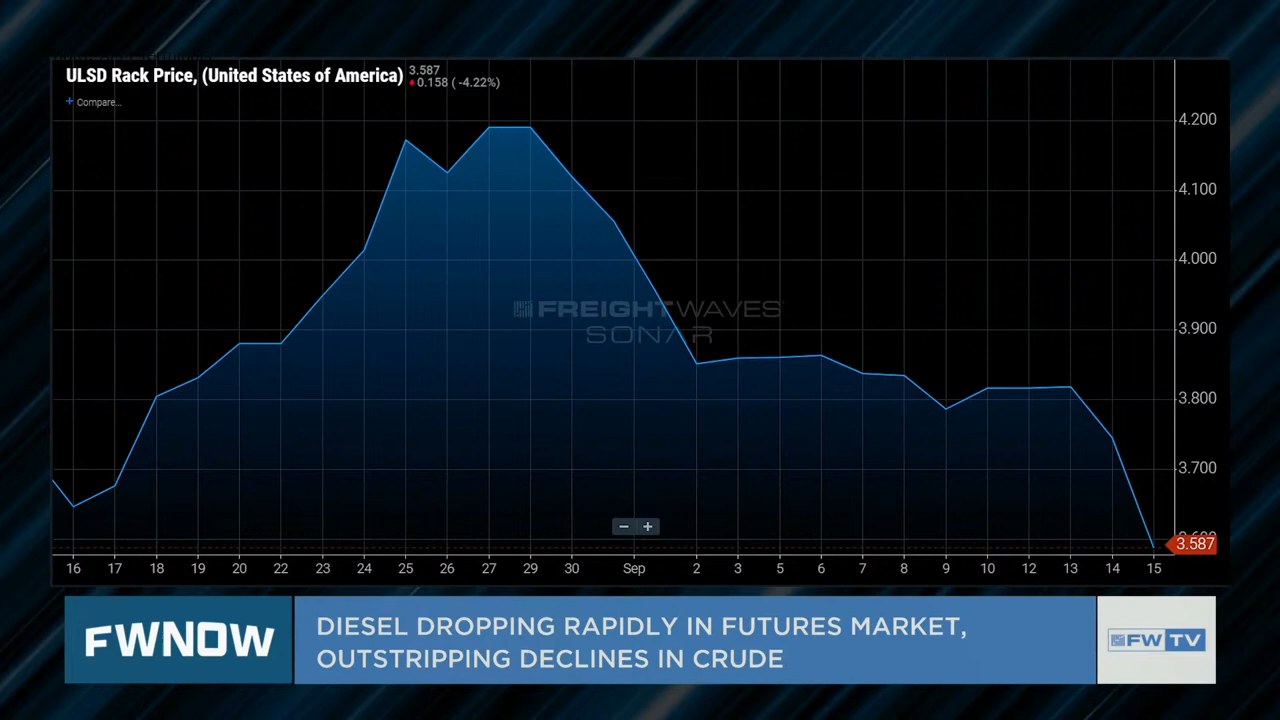 ULSD Rack Price, (United States of America)
3.587
0.158 ( -4.22%)
+ Compare...
4.200
4.100
4.000
3.900
3.800
3.700
3.587
FREIGHTWAVES
SONAR
− +
16 17 18 19 20 22 23 24 25 26 27 29 30 Sep 2 3 5 6 7 8 9 10 12 13 14 15
FWNOW
DIESEL DROPPING RAPIDLY IN FUTURES MARKET,
OUTSTRIPPING DECLINES IN CRUDE
FWTV